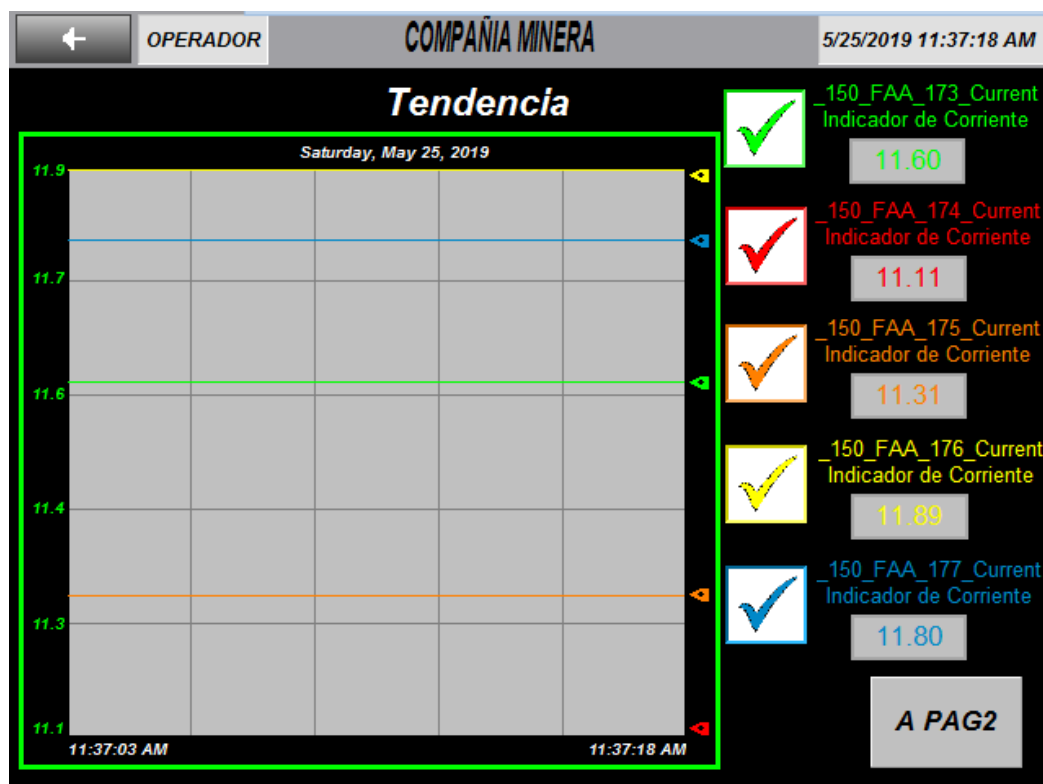 OPERADOR
COMPAÑIA MINERA
5/25/2019 11:37:18 AM
Tendencia
Saturday, May 25, 2019
11.9
11.7
11.6
11.4
11.3
11.1
11:37:03 AM
11:37:18 AM
_150_FAA_173_Current
Indicador de Corriente
11.60
_150_FAA_174_Current
Indicador de Corriente
11.11
_150_FAA_175_Current
Indicador de Corriente
11.31
_150_FAA_176_Current
Indicador de Corriente
11.89
_150_FAA_177_Current
Indicador de Corriente
11.80
A PAG2